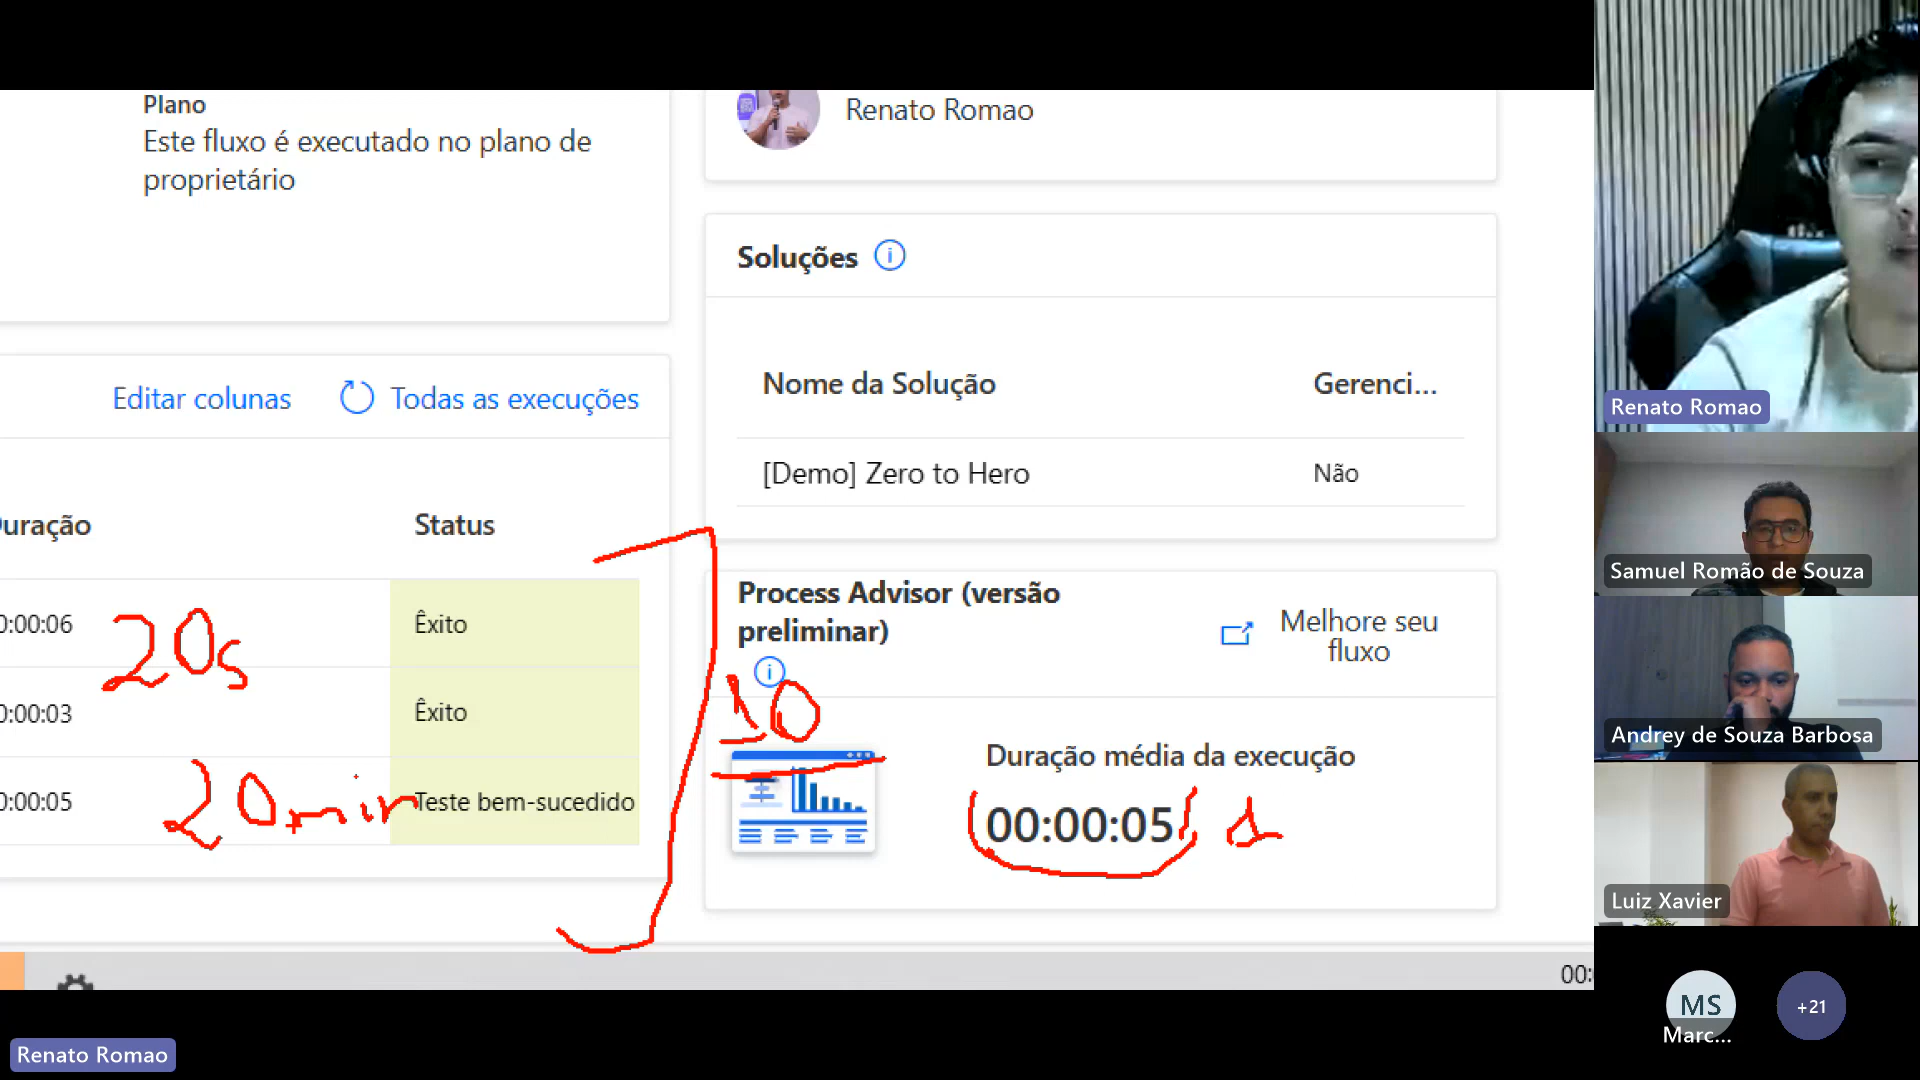 Plano
Este fluxo é executado no plano de
proprietário
Renato Romao
Soluções
Nome da Solução Gerenci...
[Demo] Zero to Hero Não
Editar colunas Todas as execuções
Duração Status
0:00:06 Êxito
20s
0:00:03 Êxito
0:00:05 Teste bem-sucedido
20min
Process Advisor (versão
preliminar)
Melhore seu
fluxo
10
Duração média da execução
00:00:05
00:
Renato Romao
Samuel Romão de Souza
Andrey de Souza Barbosa
Luiz Xavier
MS
Marc...
+21
Renato Romao